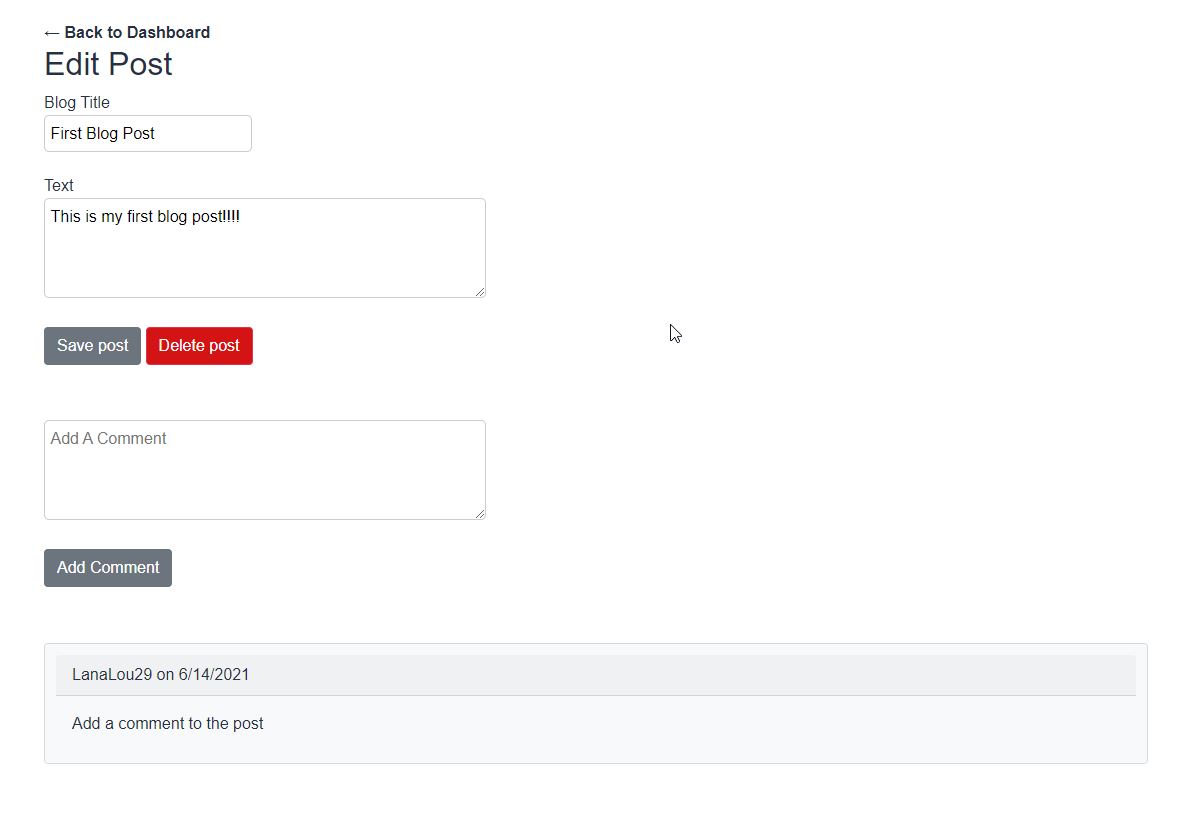 ← Back to Dashboard
Edit Post
Blog Title
First Blog Post
Text
This is my first blog post!!!!
Save post Delete post
Add A Comment
Add Comment
LanaLou29 on 6/14/2021
Add a comment to the post